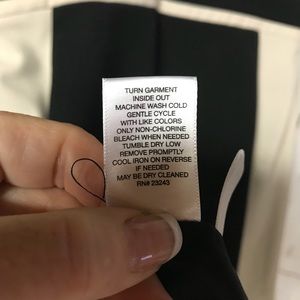 TURN GARMENT
INSIDE OUT
MACHINE WASH COLD
GENTLE CYCLE
WITH LIKE COLORS
ONLY NON-CHLORINE
BLEACH WHEN NEEDED
TUMBLE DRY LOW
REMOVE PROMPTLY
COOL IRON ON REVERSE
IF NEEDED
MAY BE DRY CLEANED
RN# 23243